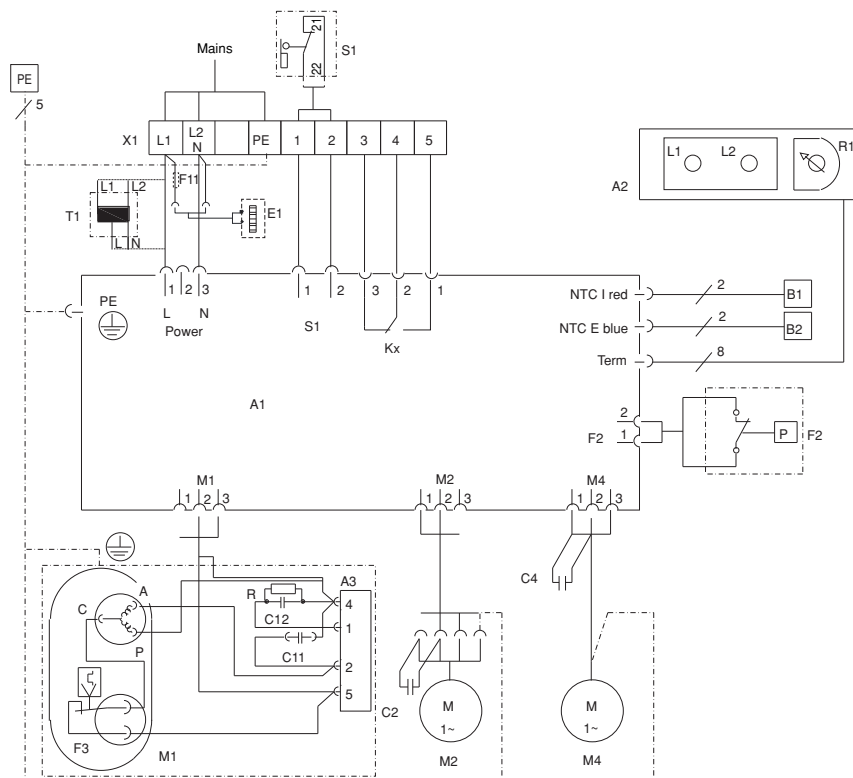 Mains
21
S1
22
PE
5
X1 L1 L2 N PE 1 2 3 4 5
F11
L1 L2
T1
L N
E1
L1 L2 R1
A2
PE
1 2 3
L N
Power
1 2
S1
3 2 1
Kx
NTC I red 2 B1
NTC E blue 2 B2
Term 8
A1
2
F2 1
P F2
M1
1 2 3
M2
1 2 3
M4
1 2 3
C4
A3
R
C A
C12
4
1
P
C11
2
5
F3
M1
C2
M
1~
M2
M
1~
M4